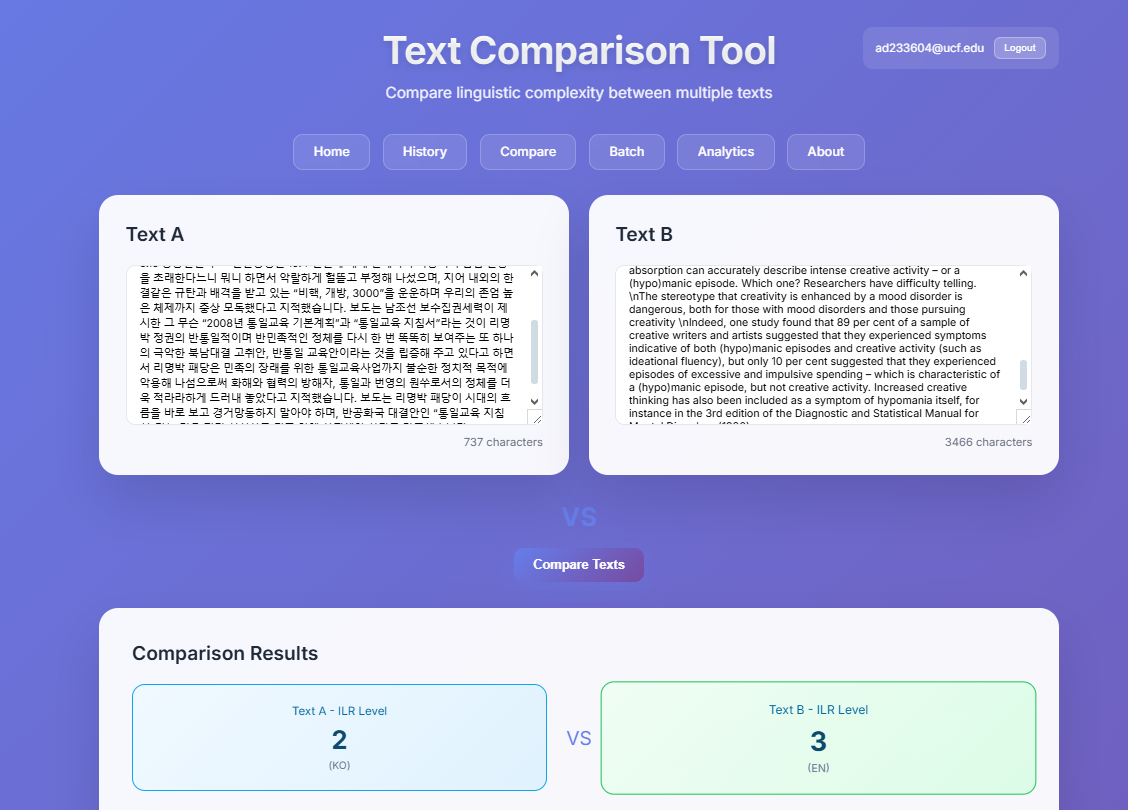 Text Comparison Tool
ad233604@ucf.edu
Logout
Compare linguistic complexity between multiple texts
Home
History
Compare
Batch
Analytics
About
Text A
을 초래한다느니 뭐니 하면서 악랄하게 헐뜯고 부정해 나섰으며, 지어 내외의 한
결같은 규탄과 배격을 받고 있는 “비핵, 개방, 3000”을 운운하며 우리의 존엄 높
은 체제까지 중상 모독했다고 지적했습니다. 보도는 남조선 보수집권세력이 제
시한 그 무슨 “2008년 통일교육 기본계획”과 “통일교육 지침서”라는 것이 리명
박 정권의 반통일적이며 반민족적인 정체를 다시 한 번 똑똑히 보여주는 또 하나
의 극악한 북남대결 고취안, 반통일 교육안이라는 것을 립증해 주고 있다고 하면
서 리명박 패당은 민족의 장래를 위한 통일교육사업까지 불순한 정치적 목적에
악용해 나섬으로써 화해와 협력의 방해자, 통일과 번영의 원쑤로서의 정체를 더
욱 적라라하게 드러내 놓았다고 지적했습니다. 보도는 리명박 패당이 시대의 흐
름을 바로 보고 경거망동하지 말아야 하며, 반공화국 대결안인 “통일교육 지침
737 characters
Text B
absorption can accurately describe intense creative activity – or a
(hypo)manic episode. Which one? Researchers have difficulty telling.
\nThe stereotype that creativity is enhanced by a mood disorder is
dangerous, both for those with mood disorders and those pursuing
creativity \nIndeed, one study found that 89 per cent of a sample of
creative writers and artists suggested that they experienced symptoms
indicative of both (hypo)manic episodes and creative activity (such as
ideational fluency), but only 10 per cent suggested that they experienced
episodes of excessive and impulsive spending – which is characteristic of
a (hypo)manic episode, but not creative activity. Increased creative
thinking has also been included as a symptom of hypomania itself, for
instance in the 3rd edition of the Diagnostic and Statistical Manual for
3466 characters
VS
Compare Texts
Comparison Results
Text A - ILR Level
2
(KO)
VS
Text B - ILR Level
3
(EN)